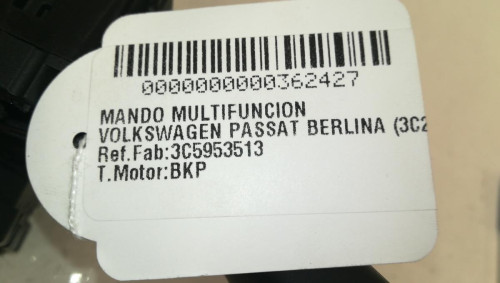 0000000000362427
MANDO MULTIFUNCION
VOLKSWAGEN PASSAT BERLINA (3C2
Ref.Fab:3C5953513
T.Motor:BKP